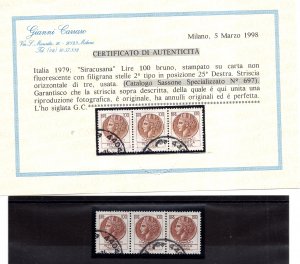 Gianni Carraro
Milano, 5 Marzo 1998
CERTIFICATO DI AUTENTICITA
Italia 1979; "Siracusana" Lire 100 bruno, stampato su carta non
fluorescente con filigrana stelle 2° tipo in posizione 25° Destra. Striscia
orizzontale di tre, usata. (Catalogo Sassone Specializzato N° 697).
Garantisco che la striscia sopra descritta, della quale è quì unita una
riproduzione fotografica, è originale, ha annulli originali ed è perfetta.
L'ho siglata G.C